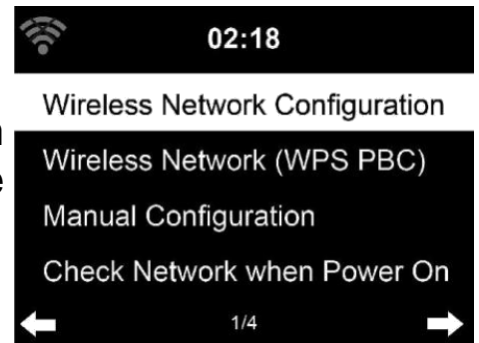 02:18
Wireless Network Configuration
Wireless Network (WPS PBC)
Manual Configuration
Check Network when Power On
1/4